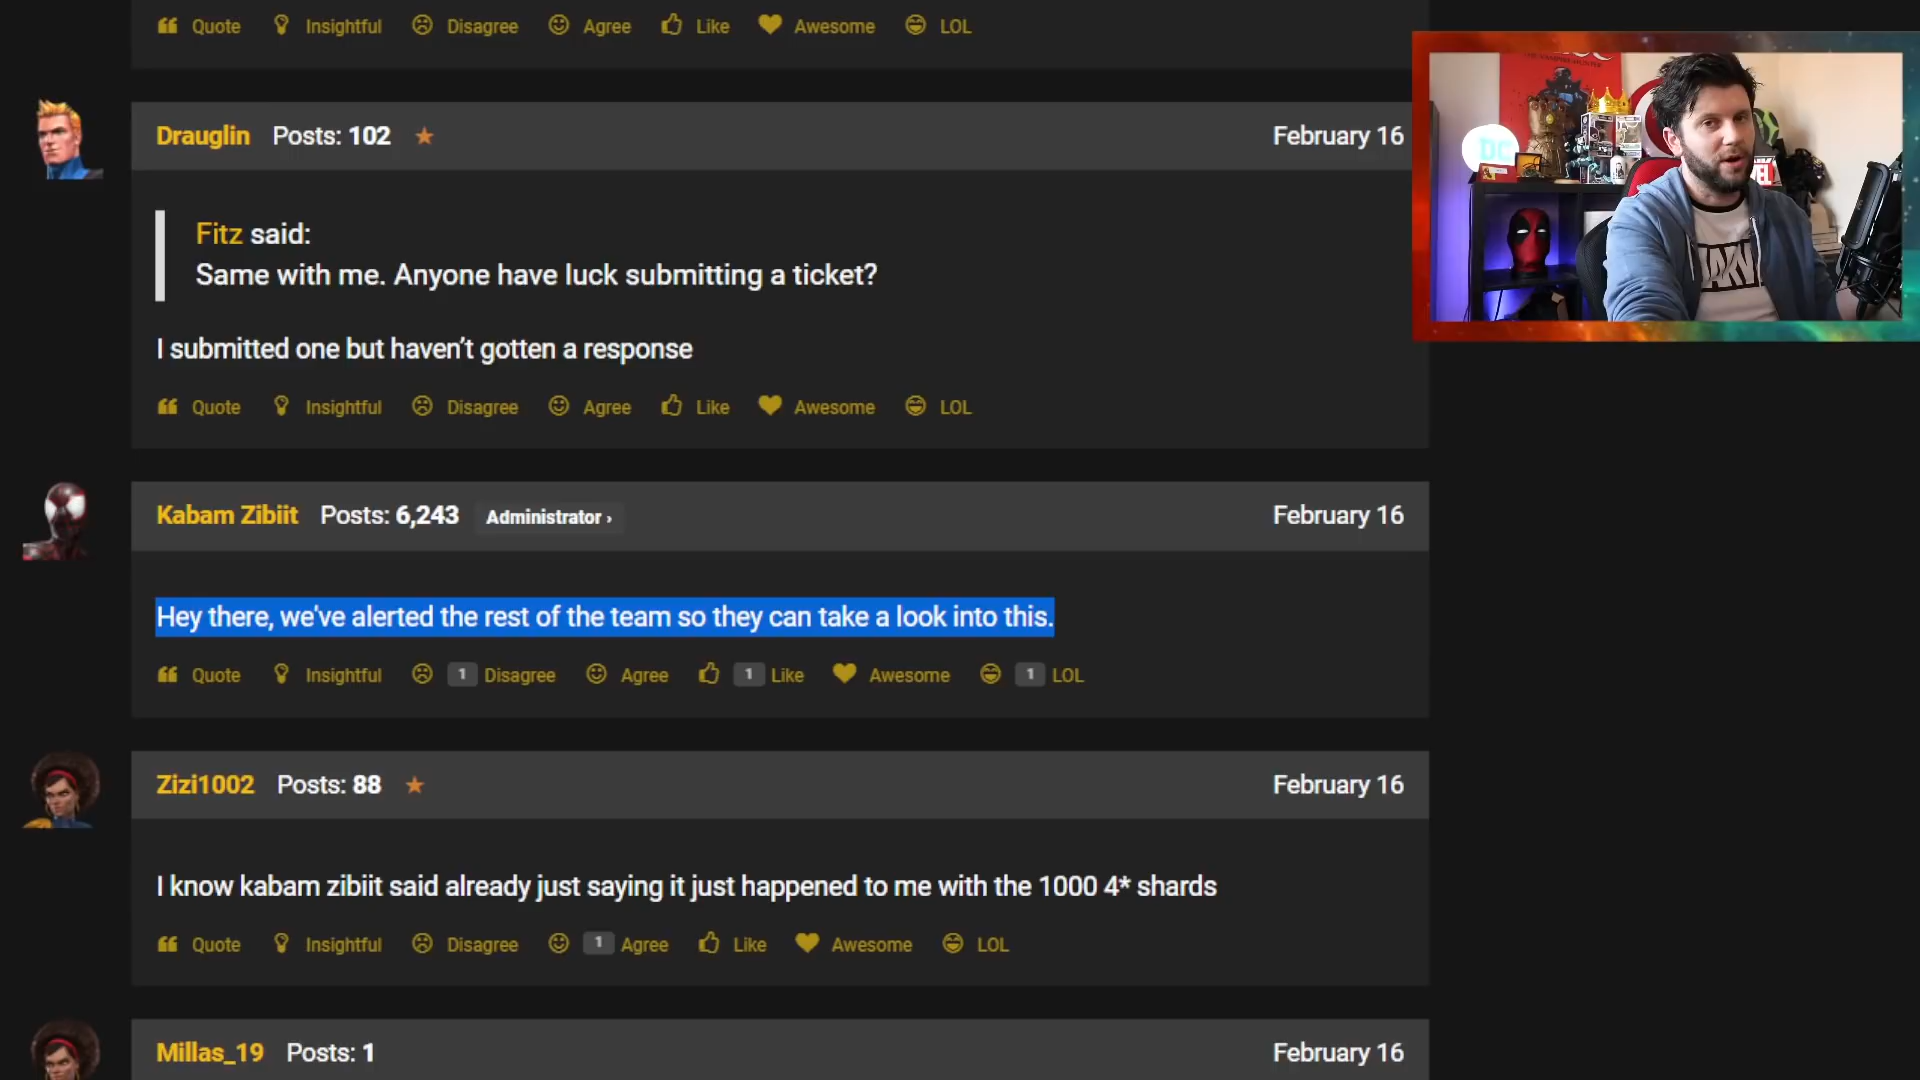 Quote Insightful Disagree Agree Like Awesome LOL
Drauglin Posts: 102 February 16
Fitz said:
Same with me. Anyone have luck submitting a ticket?
I submitted one but haven't gotten a response
Quote Insightful Disagree Agree Like Awesome LOL
Kabam Zibiit Posts: 6,243 Administrator › February 16
Hey there, we've alerted the rest of the team so they can take a look into this.
Quote Insightful 1 Disagree Agree 1 Like Awesome 1 LOL
Zizi1002 Posts: 88 February 16
I know kabam zibiit said already just saying it just happened to me with the 1000 4* shards
Quote Insightful Disagree 1 Agree Like Awesome LOL
Millas_19 Posts: 1 February 16
DC